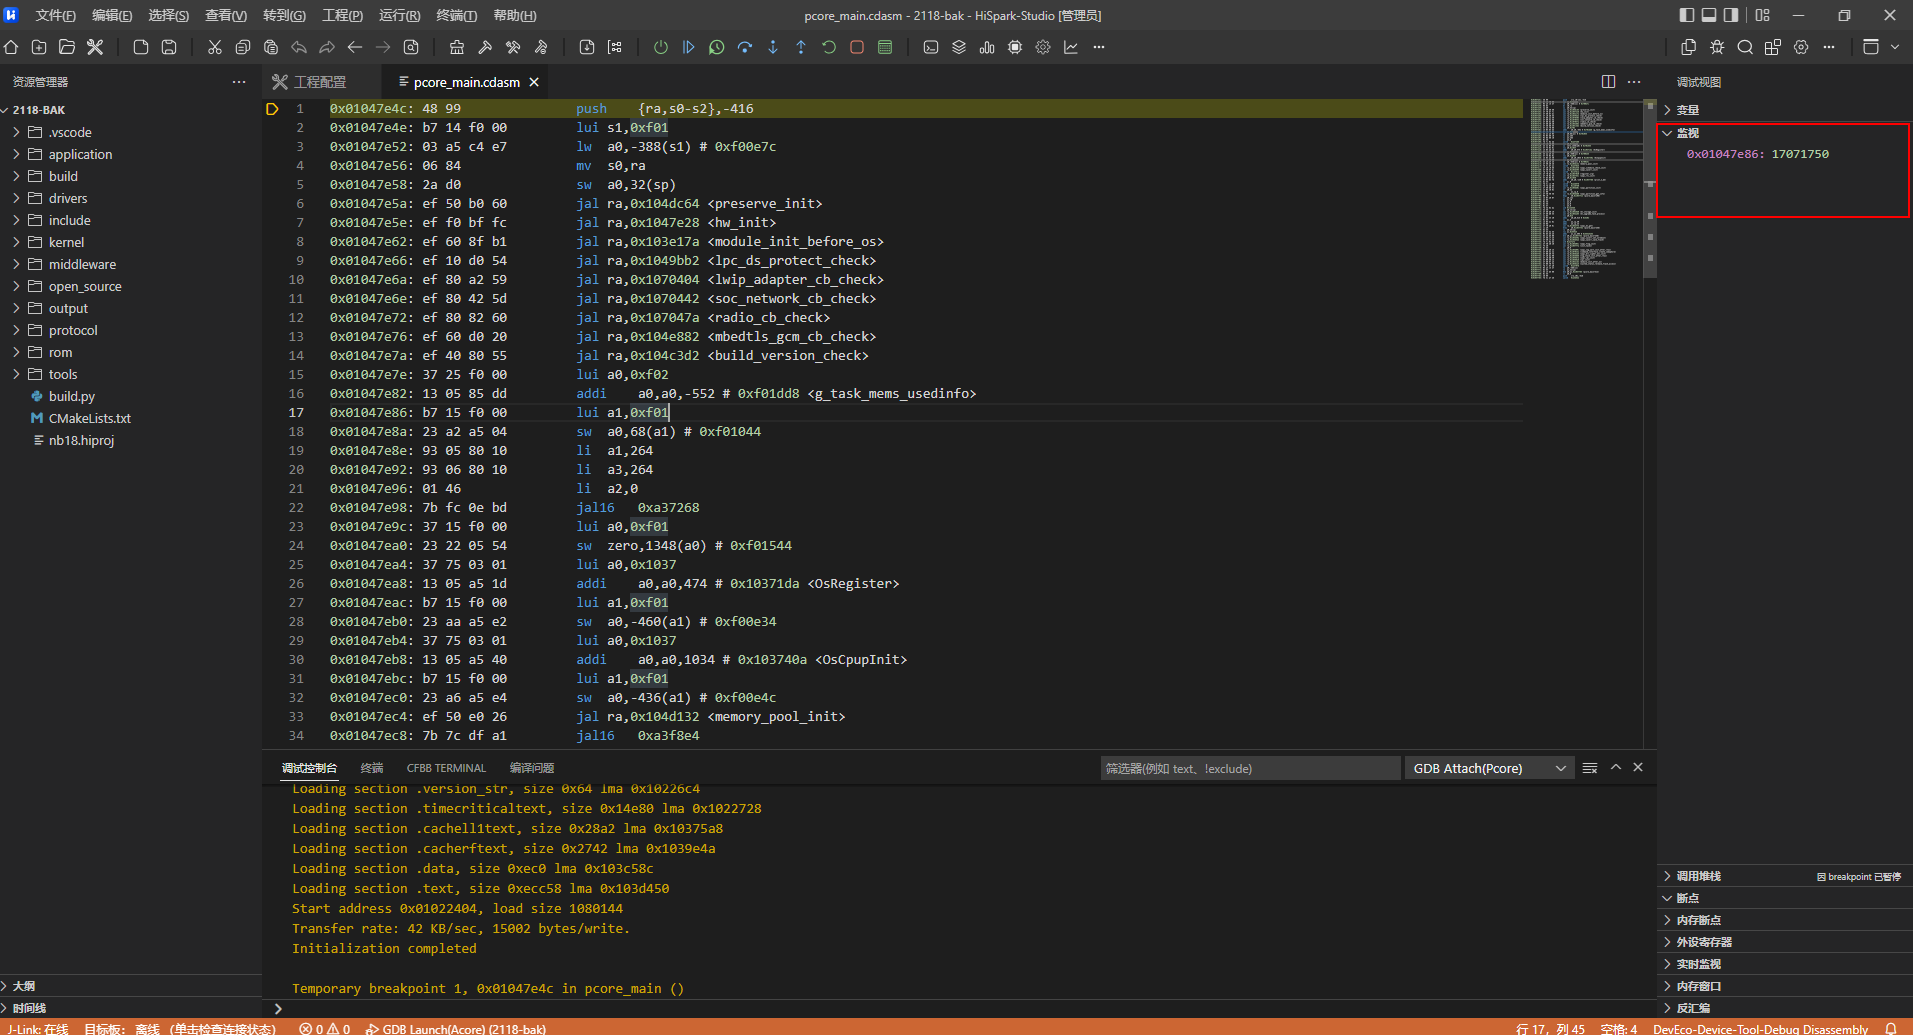 文件(F) 编辑(E) 选择(S) 查看(V) 转到(G) 工程(P) 运行(R) 终端(T) 帮助(H) pcore_main.cdasm - 2118-bak - HiSpark-Studio [管理员]
资源管理器
2118-BAK
.vscode
application
build
drivers
include
kernel
middleware
open_source
output
protocol
rom
tools
build.py
CMakeLists.txt
nb18.hiproj
大纲
时间线
工程配置 pcore_main.cdasm
1 0x01047e4c: 48 99 push {ra,s0-s2},-416
2 0x01047e4e: b7 14 f0 00 lui s1,0xf01
3 0x01047e52: 03 a5 c4 e7 lw a0,-388(s1) # 0xf00e7c
4 0x01047e56: 06 84 mv s0,ra
5 0x01047e58: 2a d0 sw a0,32(sp)
6 0x01047e5a: ef 50 b0 60 jal ra,0x104dc64 <preserve_init>
7 0x01047e5e: ef f0 bf fc jal ra,0x1047e28 <hw_init>
8 0x01047e62: ef 60 8f b1 jal ra,0x103e17a <module_init_before_os>
9 0x01047e66: ef 10 d0 54 jal ra,0x1049bb2 <lpc_ds_protect_check>
10 0x01047e6a: ef 80 a2 59 jal ra,0x1070404 <lwip_adapter_cb_check>
11 0x01047e6e: ef 80 42 5d jal ra,0x1070442 <soc_network_cb_check>
12 0x01047e72: ef 80 82 60 jal ra,0x107047a <radio_cb_check>
13 0x01047e76: ef 60 d0 20 jal ra,0x104e882 <mbedtls_gcm_cb_check>
14 0x01047e7a: ef 40 80 55 jal ra,0x104c3d2 <build_version_check>
15 0x01047e7e: 37 25 f0 00 lui a0,0xf02
16 0x01047e82: 13 05 85 dd addi a0,a0,-552 # 0xf01dd8 <g_task_mems_usedinfo>
17 0x01047e86: b7 15 f0 00 lui a1,0xf01
18 0x01047e8a: 23 a2 a5 04 sw a0,68(a1) # 0xf01044
19 0x01047e8e: 93 05 80 10 li a1,264
20 0x01047e92: 93 06 80 10 li a3,264
21 0x01047e96: 01 46 li a2,0
22 0x01047e98: 7b fc 0e bd jal16 0xa37268
23 0x01047e9c: 37 15 f0 00 lui a0,0xf01
24 0x01047ea0: 23 22 05 54 sw zero,1348(a0) # 0xf01544
25 0x01047ea4: 37 75 03 01 lui a0,0x1037
26 0x01047ea8: 13 05 a5 1d addi a0,a0,474 # 0x10371da <OsRegister>
27 0x01047eac: b7 15 f0 00 lui a1,0xf01
28 0x01047eb0: 23 aa a5 e2 sw a0,-460(a1) # 0xf00e34
29 0x01047eb4: 37 75 03 01 lui a0,0x1037
30 0x01047eb8: 13 05 a5 40 addi a0,a0,1034 # 0x103740a <OsCpupInit>
31 0x01047ebc: b7 15 f0 00 lui a1,0xf01
32 0x01047ec0: 23 a6 a5 e4 sw a0,-436(a1) # 0xf00e4c
33 0x01047ec4: ef 50 e0 26 jal ra,0x104d132 <memory_pool_init>
34 0x01047ec8: 7b 7c df a1 jal16 0xa3f8e4
调试控制台 终端 CFBB TERMINAL 编译问题 筛选器(例如 text、!exclude) GDB Attach(Pcore)
Loading section .version_str, size 0x64 lma 0x10226c4
Loading section .timecriticaltext, size 0x14e80 lma 0x1022728
Loading section .cachell1text, size 0x28a2 lma 0x10375a8
Loading section .cacherftext, size 0x2742 lma 0x1039e4a
Loading section .data, size 0xec0 lma 0x103c58c
Loading section .text, size 0xecc58 lma 0x103d450
Start address 0x01022404, load size 1080144
Transfer rate: 42 KB/sec, 15002 bytes/write.
Initialization completed
Temporary breakpoint 1, 0x01047e4c in pcore_main ()
调试视图
变量
监视
0x01047e86: 17071750
调用堆栈 因 breakpoint 已暂停
断点
内存断点
外设寄存器
实时监视
内存窗口
反汇编
J-Link: 在线 目标板: 离线 (单击检查连接状态) 0 0 GDB Launch(Acore) (2118-bak) 行 17，列 45 空格: 4 DevEco-Device-Tool-Debug Disassembly